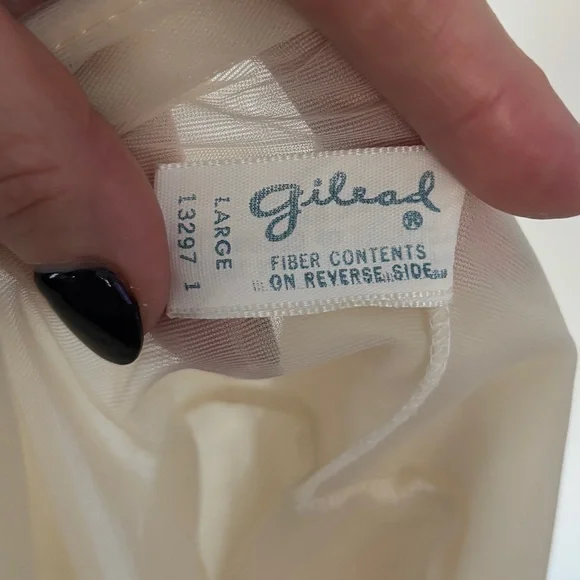 gilead ®
FIBER CONTENTS
ON REVERSE SIDE
LARGE
13297 1